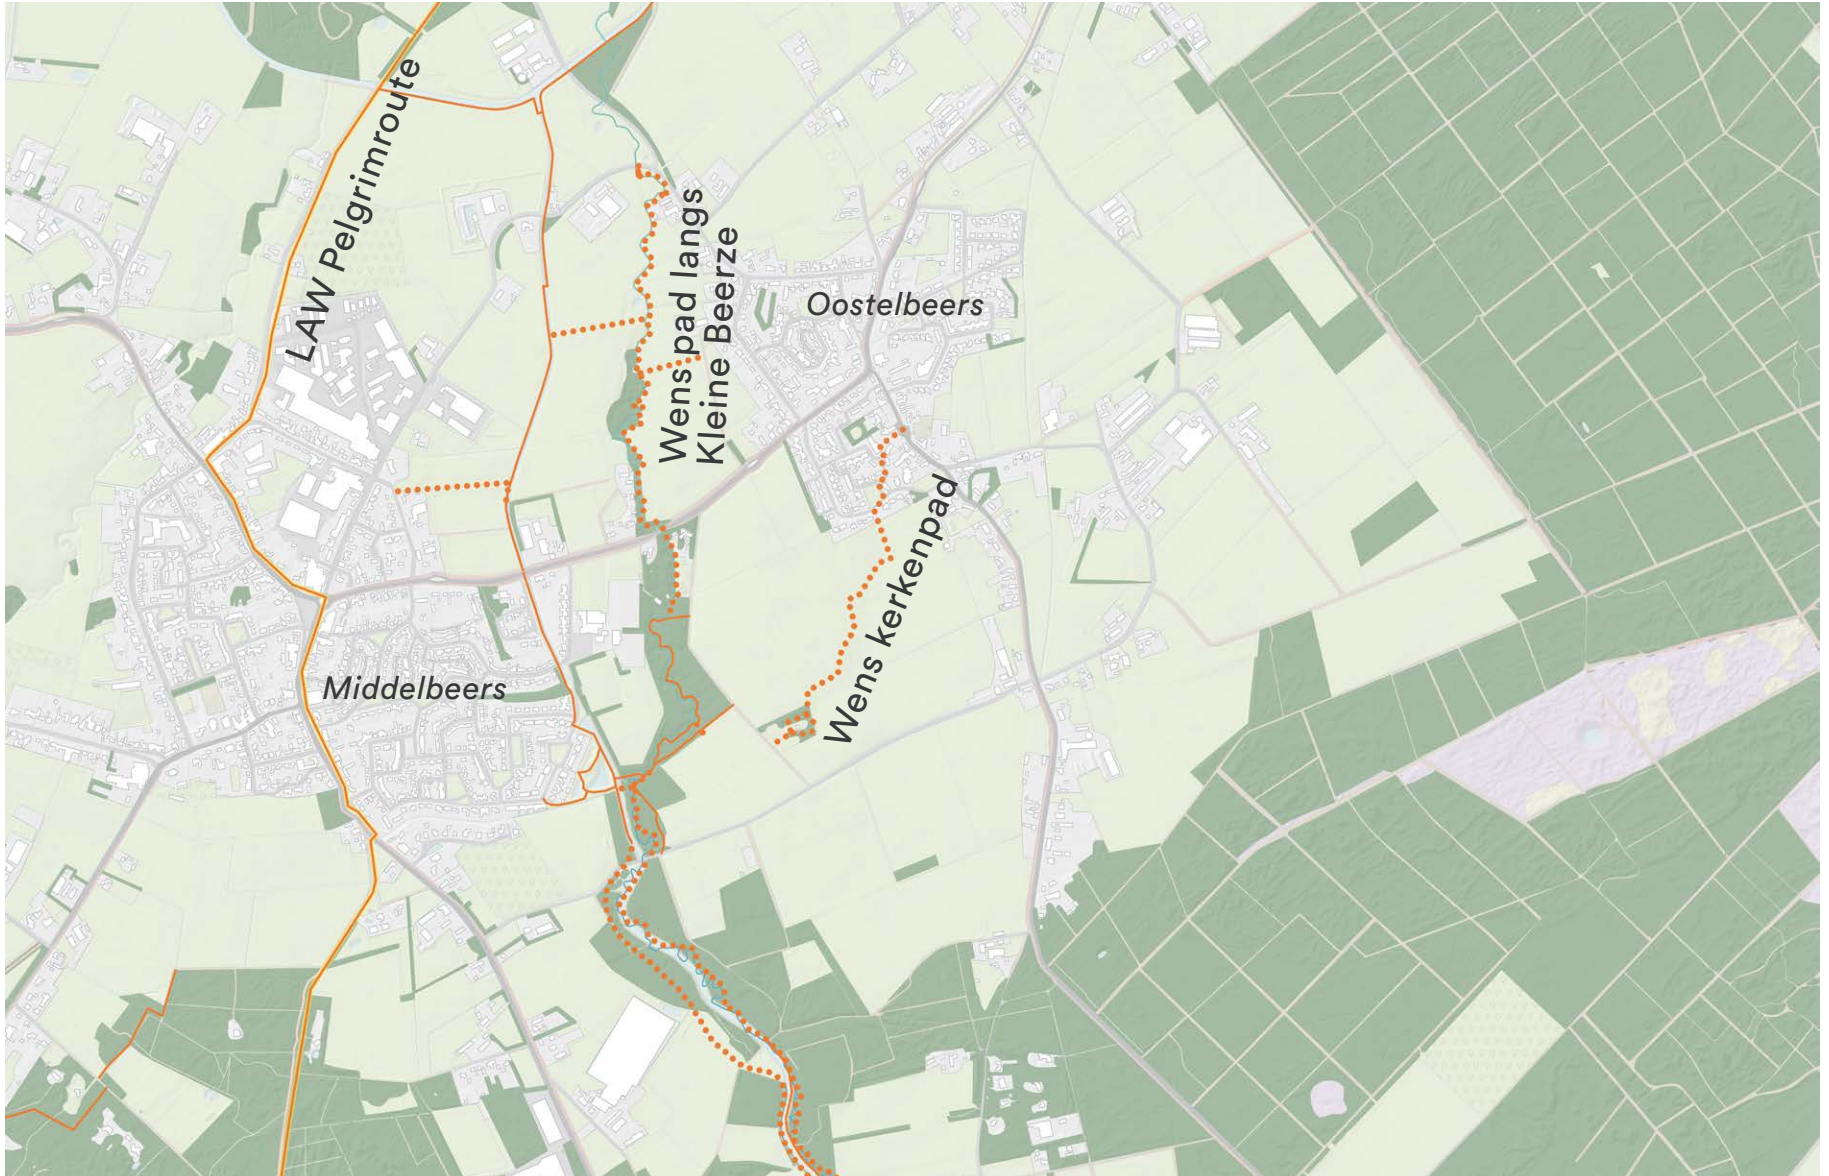 LAW Pelgrimroute
Wens pad langs
Kleine Beerze
Oostelbeers
Wens kerkenpad
Middelbeers